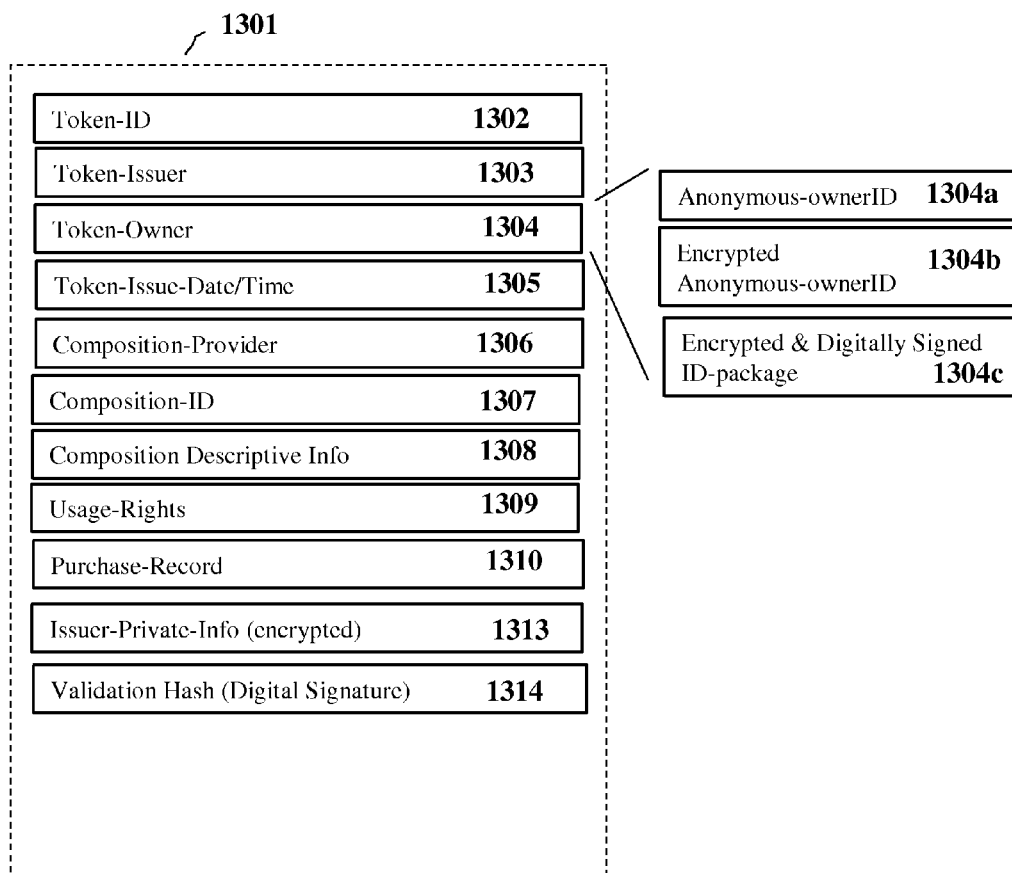 1301
Token-ID 1302
Token-Issuer 1303
Token-Owner 1304
Token-Issue-Date/Time 1305
Composition-Provider 1306
Composition-ID 1307
Composition Descriptive Info 1308
Usage-Rights 1309
Purchase-Record 1310
Issuer-Private-Info (encrypted) 1313
Validation Hash (Digital Signature) 1314
Anonymous-ownerID 1304a
Encrypted
Anonymous-ownerID 1304b
Encrypted & Digitally Signed
ID-package 1304c